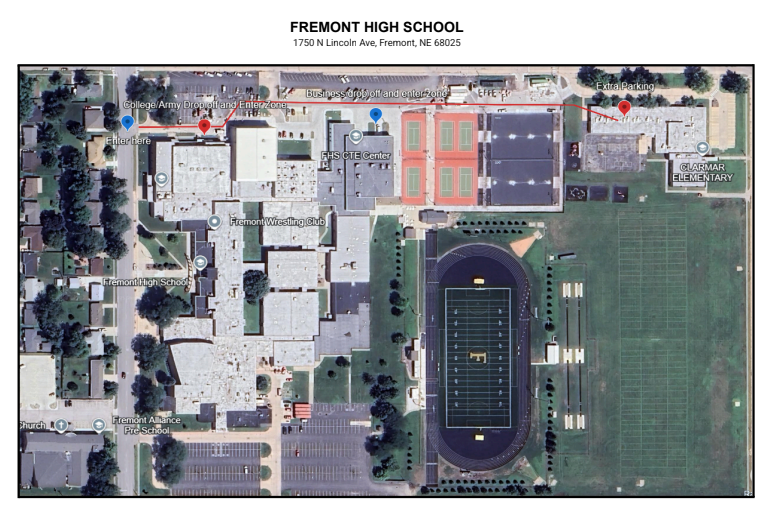 FREMONT HIGH SCHOOL
1750 N Lincoln Ave, Fremont, NE 68025
Extra Parking
Business drop off and enter zone
College/Army Drop off and Enter Zone
Enter here
FHS CTE Center
CLARMAR
ELEMENTARY
Fremont Wrestling Club
Fremont High School
F
Church
Fremont Alliance
Pre School